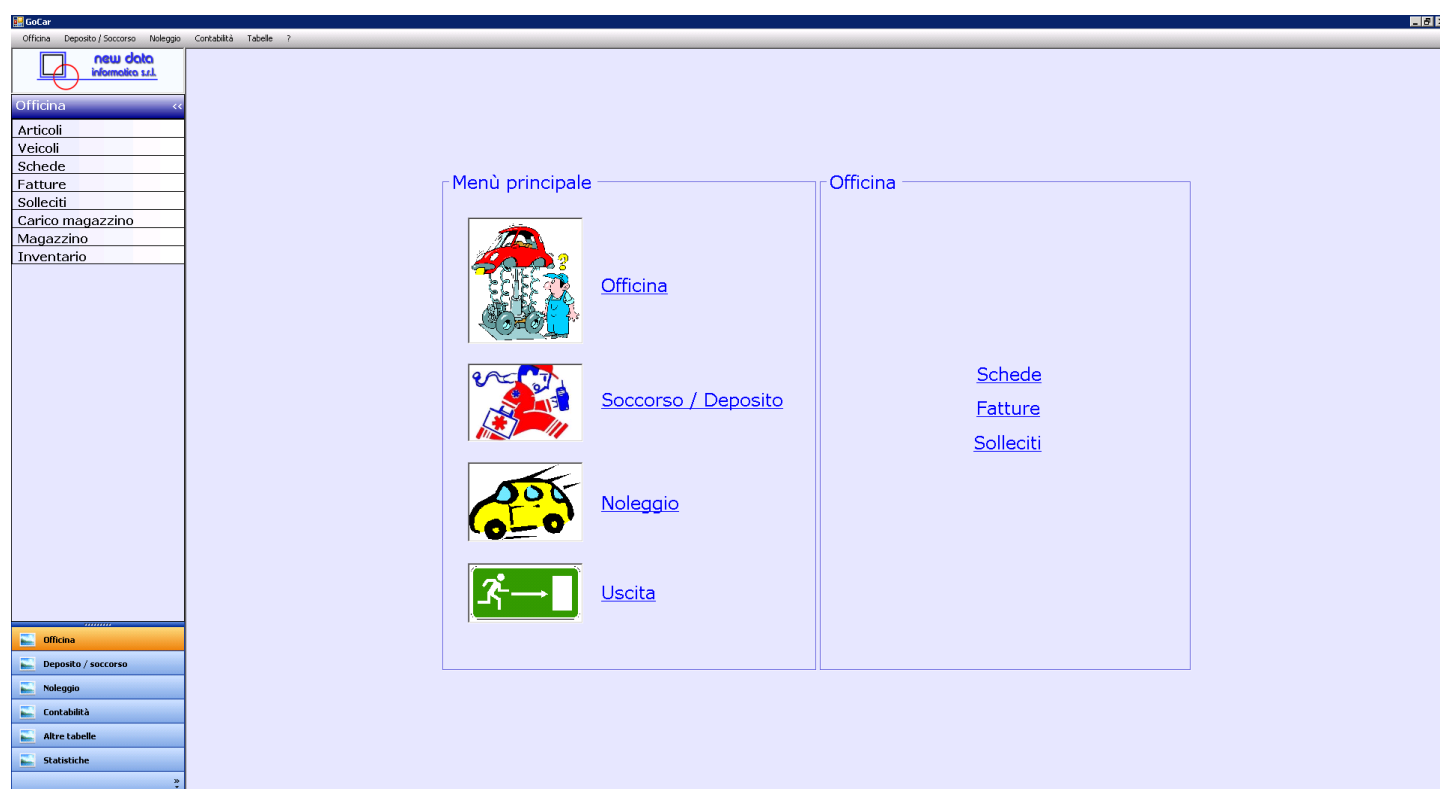 GoCar
Officina Deposito / Soccorso Noleggio Contabilità Tabelle ?
new data
informatica s.r.l.
Officina <<
Articoli
Veicoli
Schede
Fatture
Solleciti
Carico magazzino
Magazzino
Inventario
Officina
Deposito / soccorso
Noleggio
Contabilità
Altre tabelle
Statistiche
»
Menù principale
?
Officina
Soccorso / Deposito
Noleggio
Uscita
Officina
Schede
Fatture
Solleciti